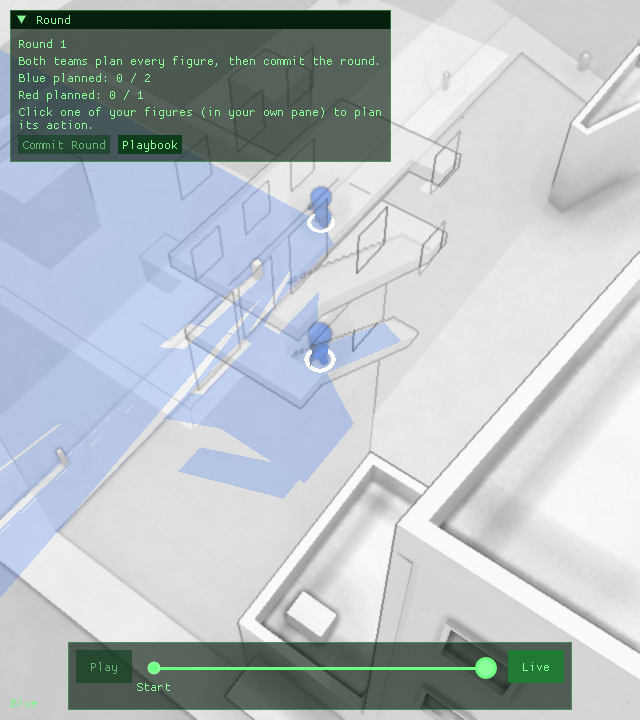 Round
Round 1
Both teams plan every figure, then commit the round.
Blue planned: 0 / 2
Red planned: 0 / 1
Click one of your figures (in your own pane) to plan
its action.
Commit Round Playbook
Play Live
Start